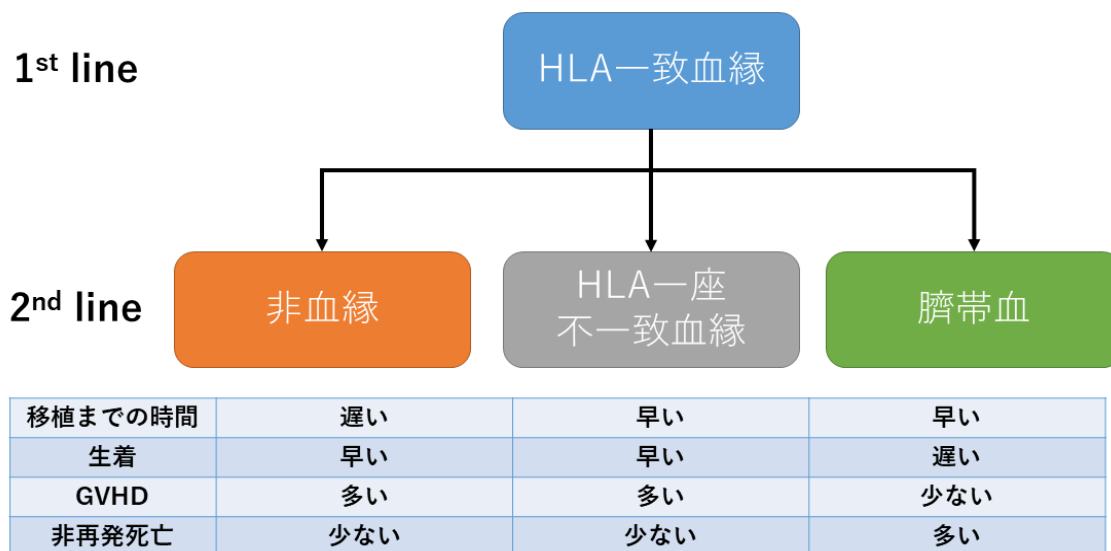 1st line
HLA一致血縁
2nd line
非血縁
HLA一座
不一致血縁
臍帯血
移植までの時間 遅い 早い 早い
生着 早い 早い 遅い
GVHD 多い 多い 少ない
非再発死亡 少ない 少ない 多い